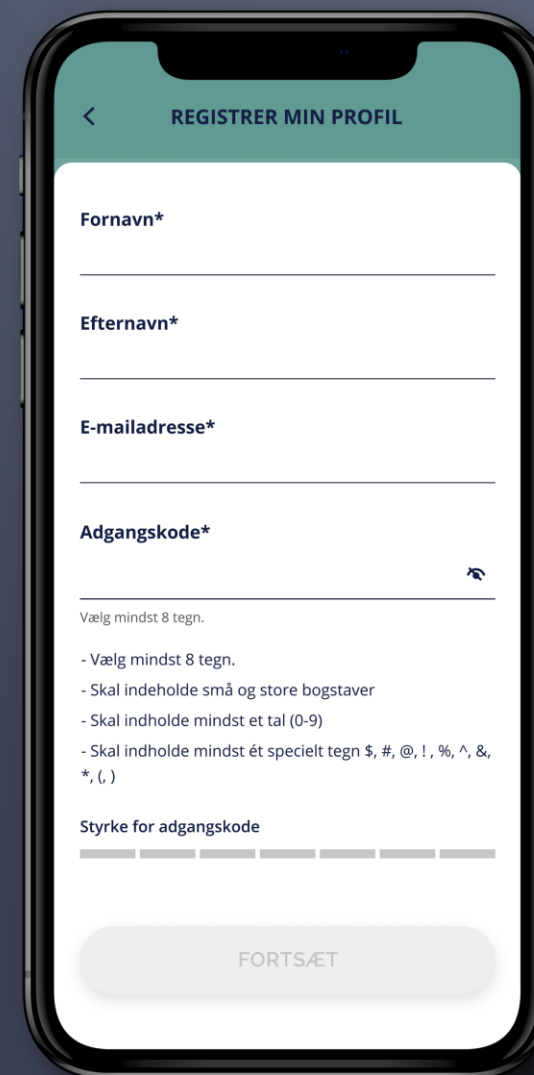 REGISTRER MIN PROFIL
Fornavn*
Efternavn*
E-mailadresse*
Adgangskode*
Vælg mindst 8 tegn.
- Vælg mindst 8 tegn.
- Skal indeholde små og store bogstaver
- Skal indholde mindst et tal (0-9)
- Skal indholde mindst ét specielt tegn $, #, @, ! , %, ^, &,
*, (, )
Styrke for adgangskode
FORTSÆT